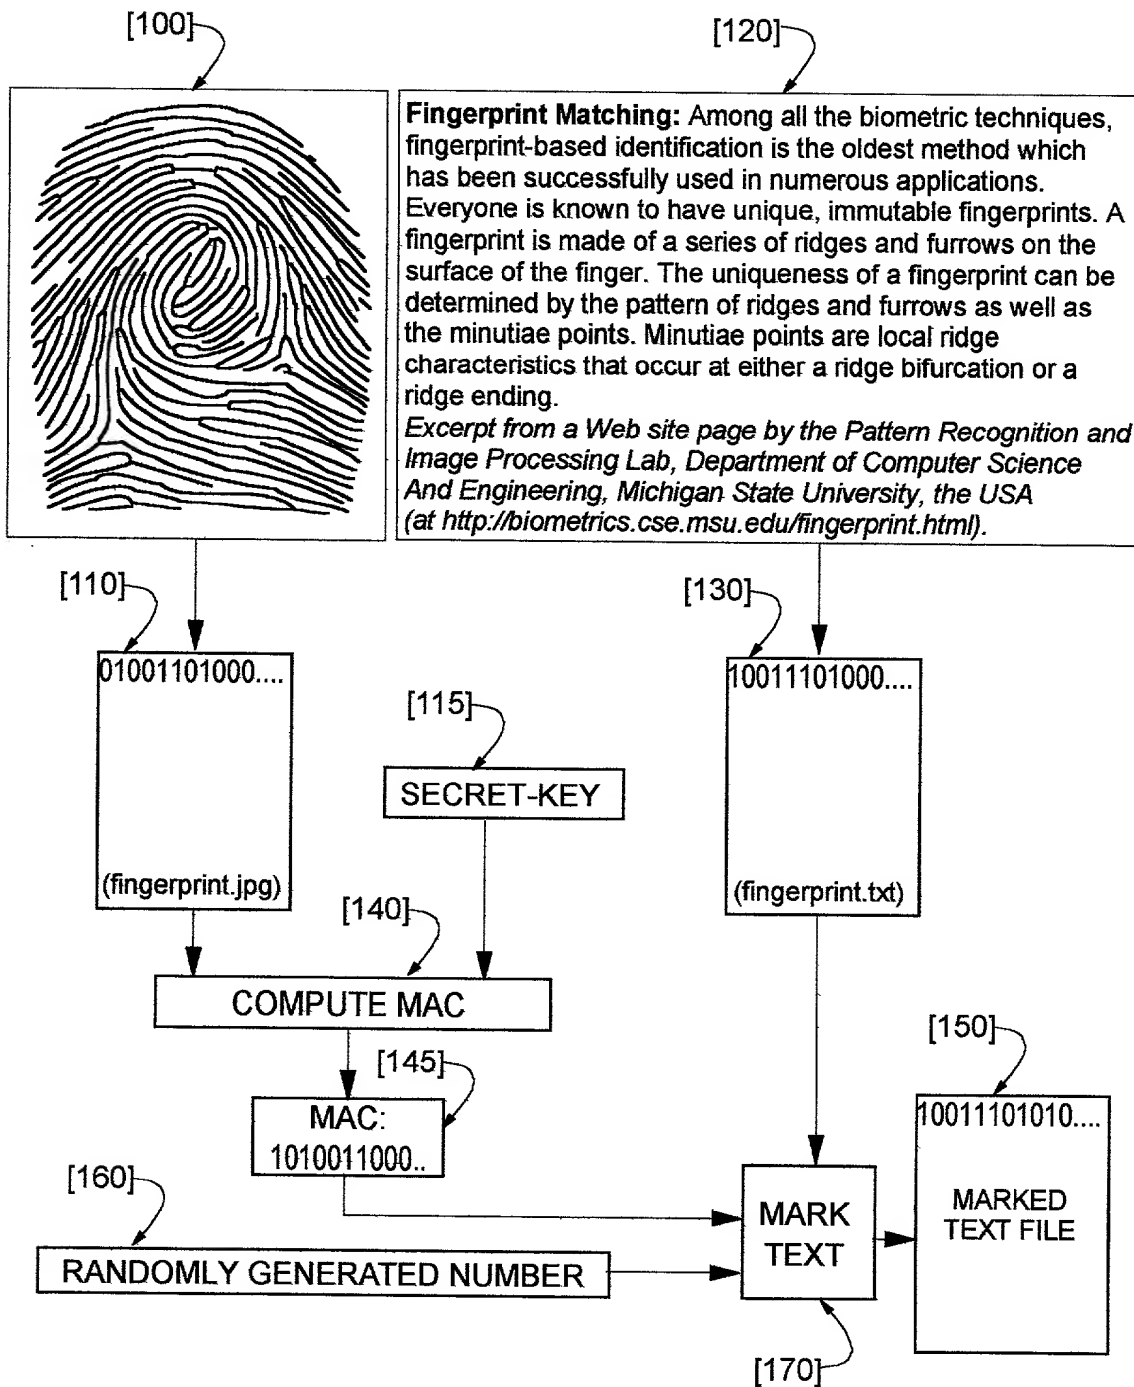 [100]
[120]
Fingerprint Matching: Among all the biometric techniques,
fingerprint-based identification is the oldest method which
has been successfully used in numerous applications.
Everyone is known to have unique, immutable fingerprints. A
fingerprint is made of a series of ridges and furrows on the
surface of the finger. The uniqueness of a fingerprint can be
determined by the pattern of ridges and furrows as well as
the minutiae points. Minutiae points are local ridge
characteristics that occur at either a ridge bifurcation or a
ridge ending.
Excerpt from a Web site page by the Pattern Recognition and
Image Processing Lab, Department of Computer Science
And Engineering, Michigan State University, the USA
(at http://biometrics.cse.msu.edu/fingerprint.html).
[110]
[130]
01001101000....
10011101000....
[115]
SECRET-KEY
(fingerprint.jpg)
(fingerprint.txt)
[140]
COMPUTE MAC
[150]
[145]
10011101010....
MAC:
1010011000..
[160]
MARKED
TEXT FILE
MARK
TEXT
RANDOMLY GENERATED NUMBER
[170]